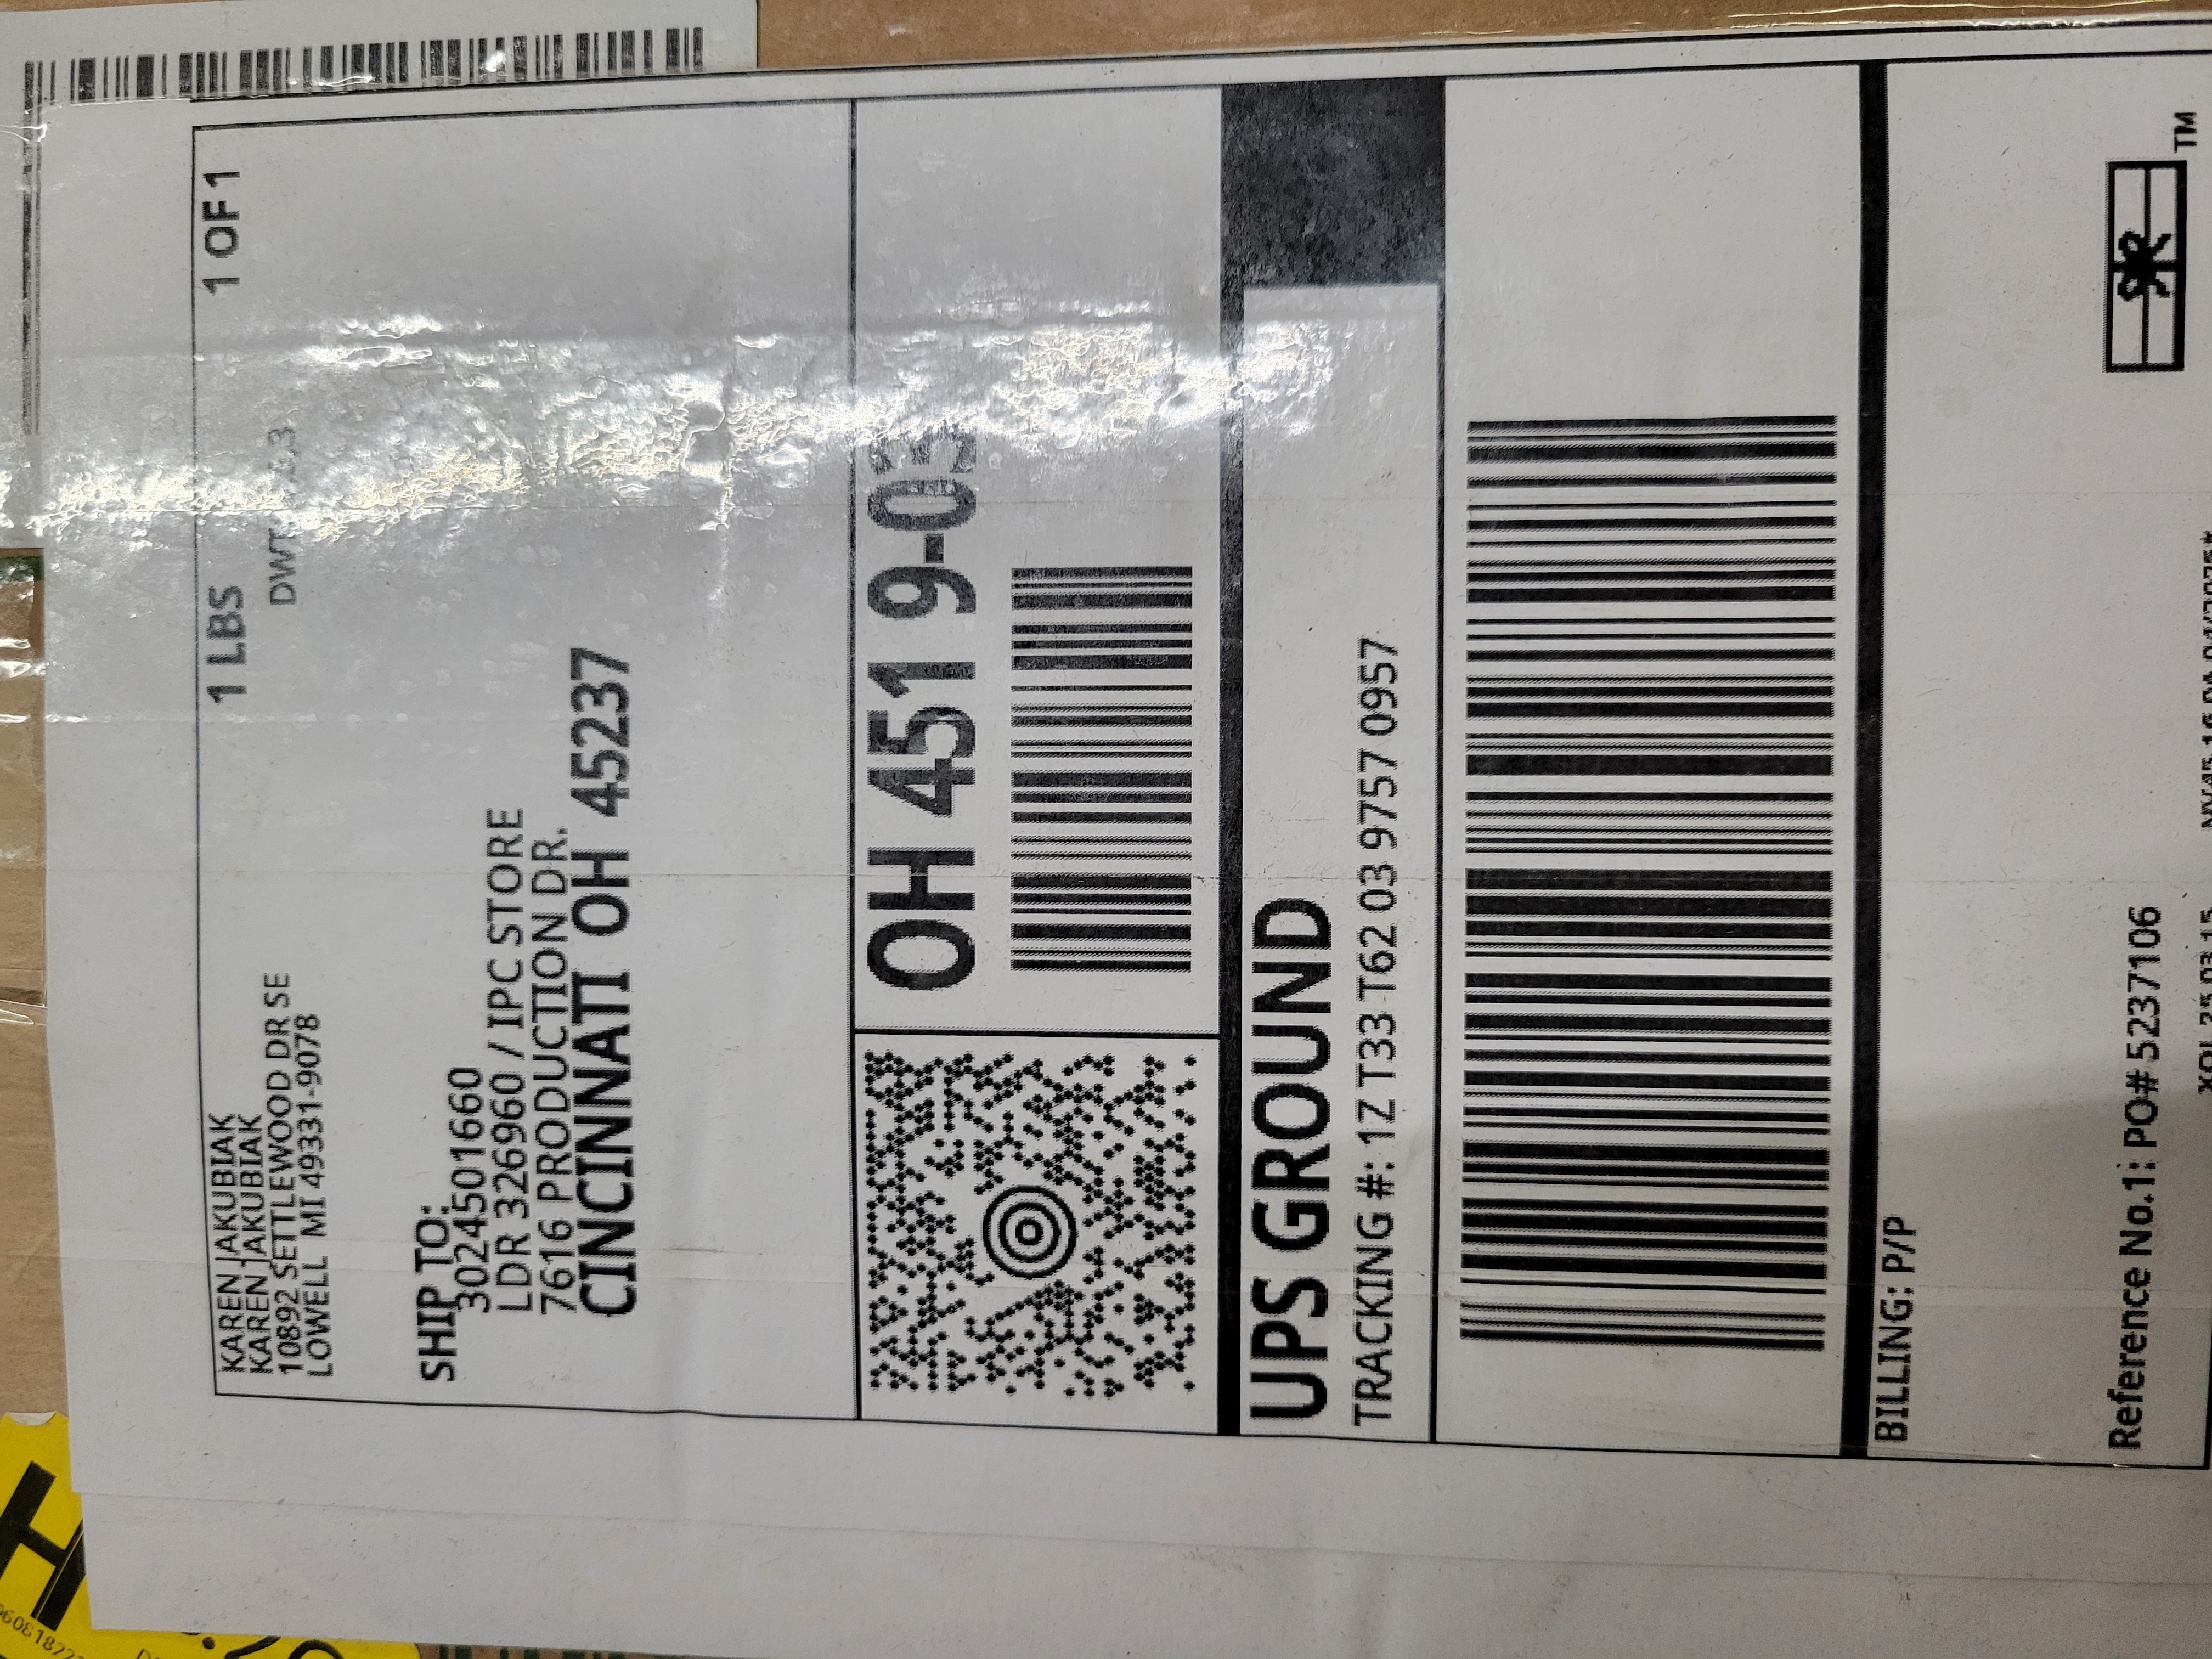 KAREN JAKUBIAK
KAREN JAKUBIAK
10892 SETTLEWOOD DR SE
LOWELL MI 49331-9078
1 LBS
1 OF 1
DWT
SHIP TO:
3024501660
LDR 326960 / IPC STORE
7616 PRODUCTION DR.
CINCINNATI OH 45237
OH 451 9-03
UPS GROUND
TRACKING #: 1Z T33 T62 03 9757 0957
BILLING: P/P
Reference No.1: PO# 5237106
TM
H